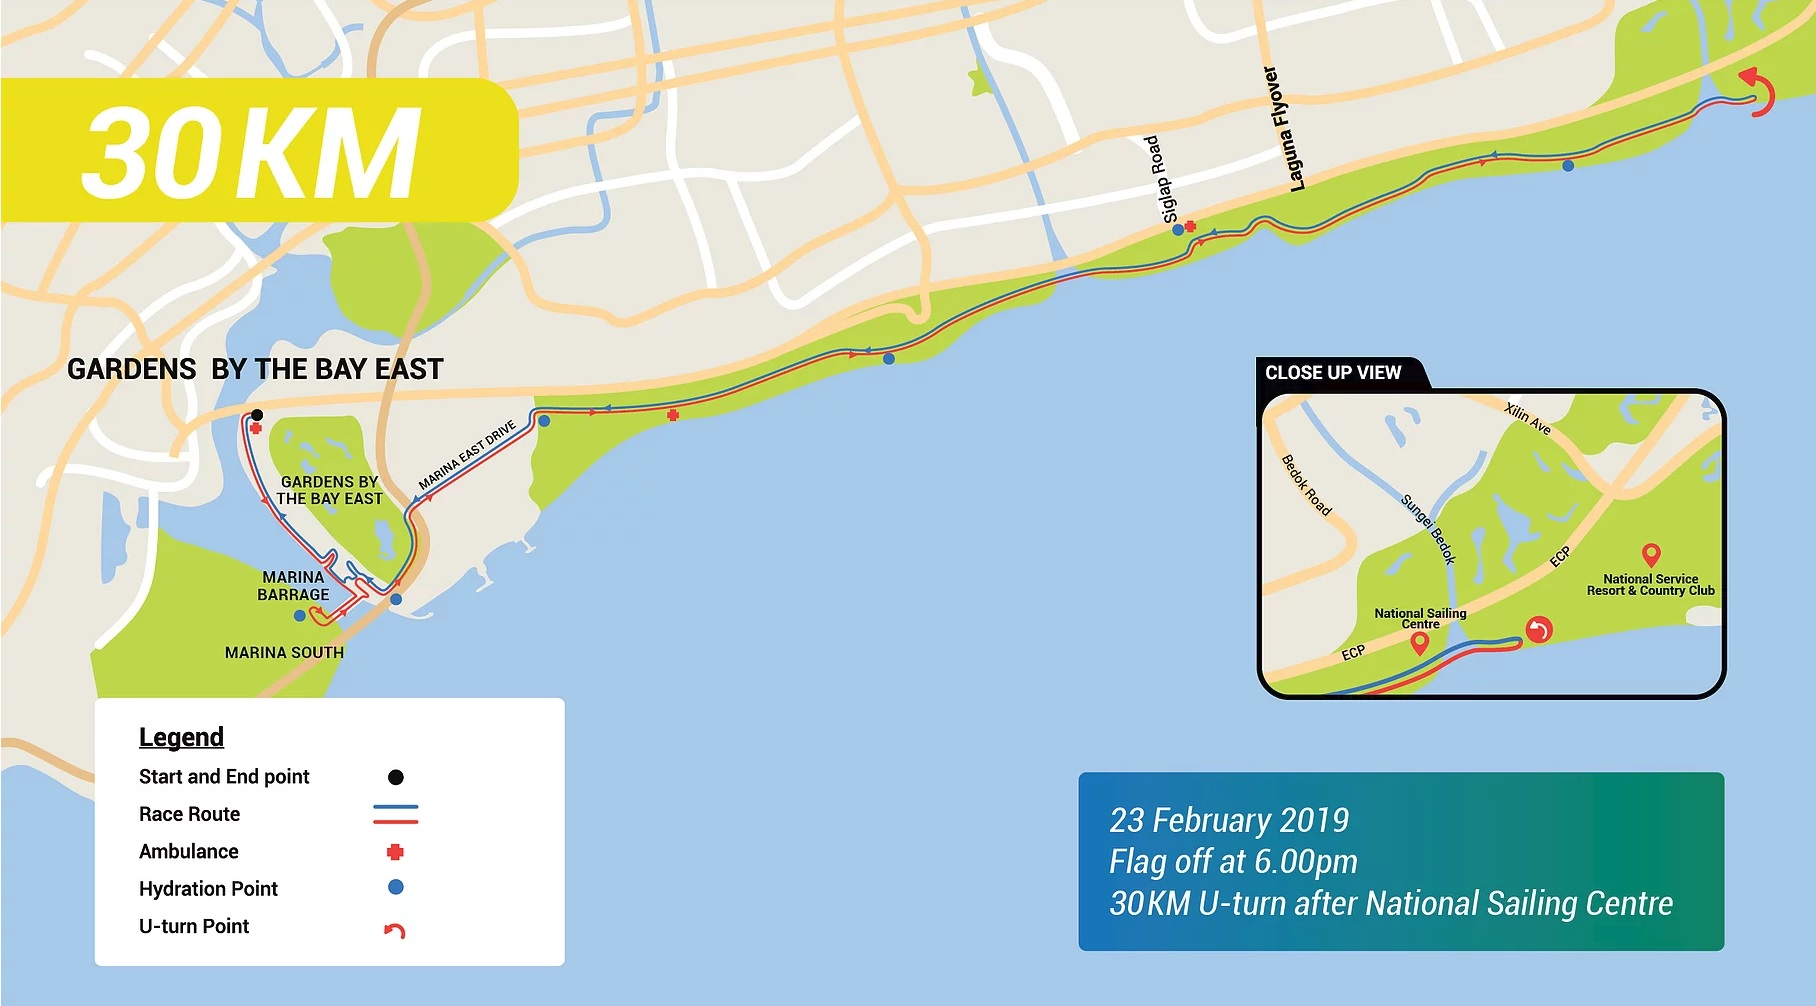 30KM
Siglap Road
Laguna Flyover
GARDENS BY THE BAY EAST
MARINA EAST DRIVE
GARDENS BY
THE BAY EAST
MARINA
BARRAGE
MARINA SOUTH
CLOSE UP VIEW
Xilin Ave
Bedok Road
Sungei Bedok
ECP
National Service
Resort & Country Club
National Sailing
Centre
ECP
Legend
Start and End point
Race Route
Ambulance
Hydration Point
U-turn Point
23 February 2019
Flag off at 6.00pm
30KM U-turn after National Sailing Centre